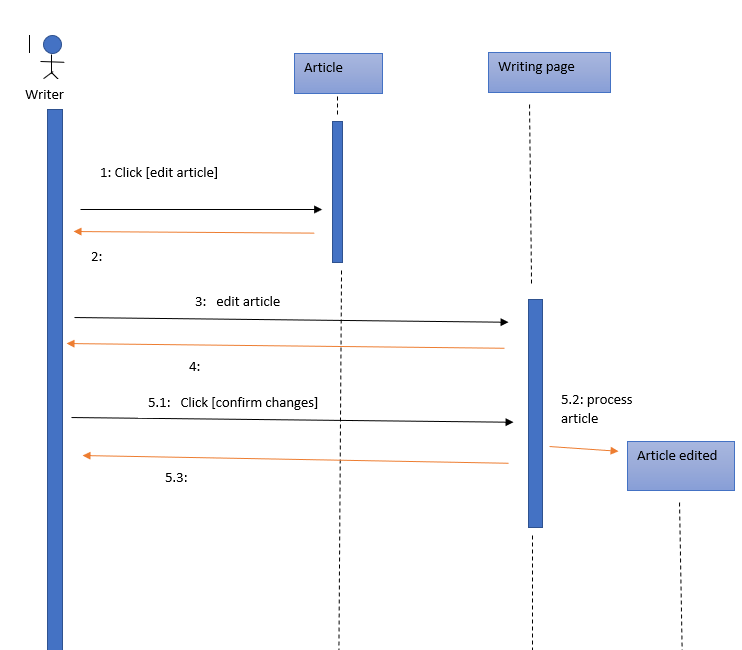 Writer
Article
Writing page
1: Click [edit article]
2:
3: edit article
4:
5.1: Click [confirm changes]
5.2: process
article
Article edited
5.3: